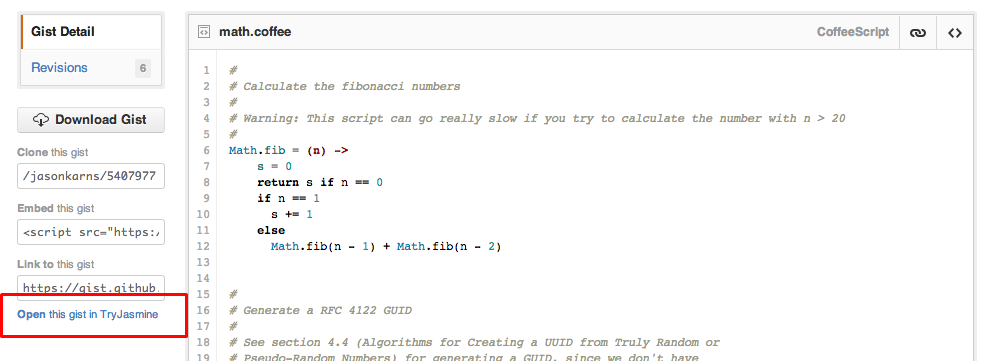 Gist Detail
Revisions 6
Download Gist
Clone this gist
/jasonkarns/5407977
Embed this gist
<script src="https:/
Link to this gist
https://gist.github.
Open this gist in TryJasmine
math.coffee CoffeeScript
1 #
2 # Calculate the fibonacci numbers
3 #
4 # Warning: This script can go really slow if you try to calculate the number with n > 20
5 #
6 Math.fib = (n) ->
7 s = 0
8 return s if n == 0
9 if n == 1
10 s += 1
11 else
12 Math.fib(n - 1) + Math.fib(n - 2)
13
14
15 #
16 # Generate a RFC 4122 GUID
17 #
18 # See section 4.4 (Algorithms for Creating a UUID from Truly Random or
19 # Pseudo-Random Numbers) for generating a GUID, since we don't have